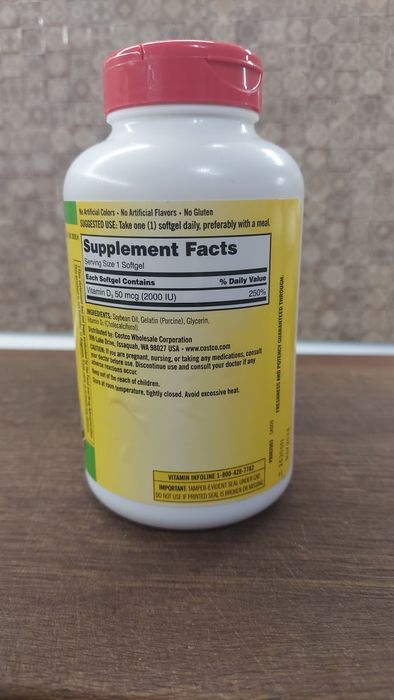 No Artificial Colors • No Artificial Flavors • No Gluten
SUGGESTED USE: Take one (1) softgel daily, preferably with a meal.
Supplement Facts
Serving Size 1 Softgel
Each Softgel Contains % Daily Value
Vitamin D₃ 50 mcg (2000 IU) 250%
INGREDIENTS: Soybean Oil, Gelatin (Porcine), Glycerin,
Vitamin D₃ (Cholecalciferol).
Distributed by: Costco Wholesale Corporation
999 Lake Drive, Issaquah, WA 98027 USA • www.costco.com
CAUTION: If you are pregnant, nursing, or taking any medications, consult
your doctor before use. Discontinue use and consult your doctor if any
adverse reactions occur.
Keep out of the reach of children.
Store at room temperature, tightly closed. Avoid excessive heat.
VITAMIN INFOLINE 1-800-428-7782
IMPORTANT: TAMPER-EVIDENT SEAL UNDER CAP.
DO NOT USE IF PRINTED SEAL IS BROKEN OR MISSING.
FRESHNESS AND POTENCY GUARANTEED THROUGH: